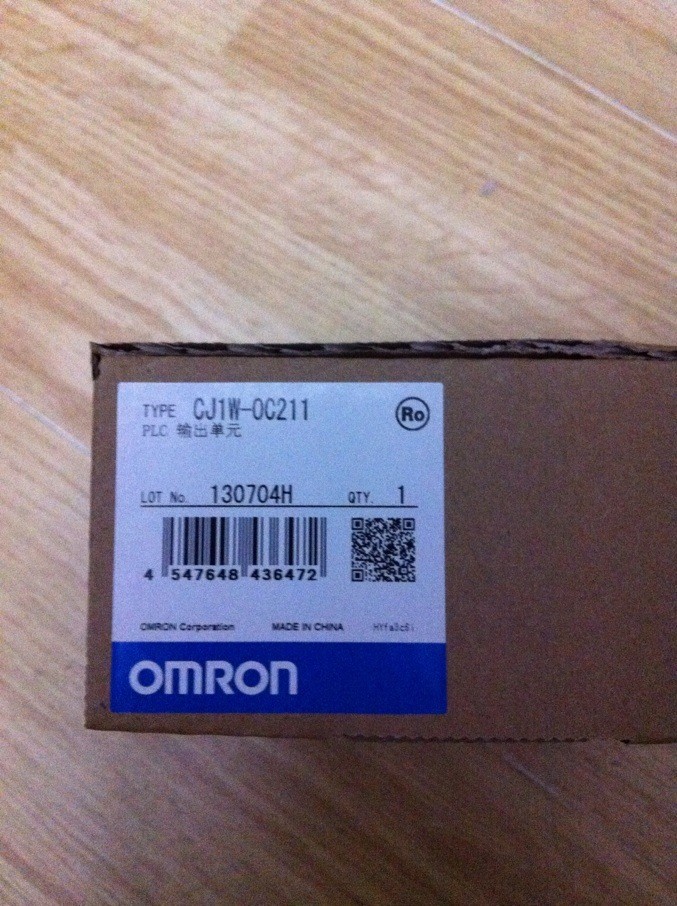 TYPE CJ1W-OC211
Ro
PLC 输出单元
LOT No. 130704H QTY. 1
4 547648 436472
OMRON Corporation MADE IN CHINA
OMRON